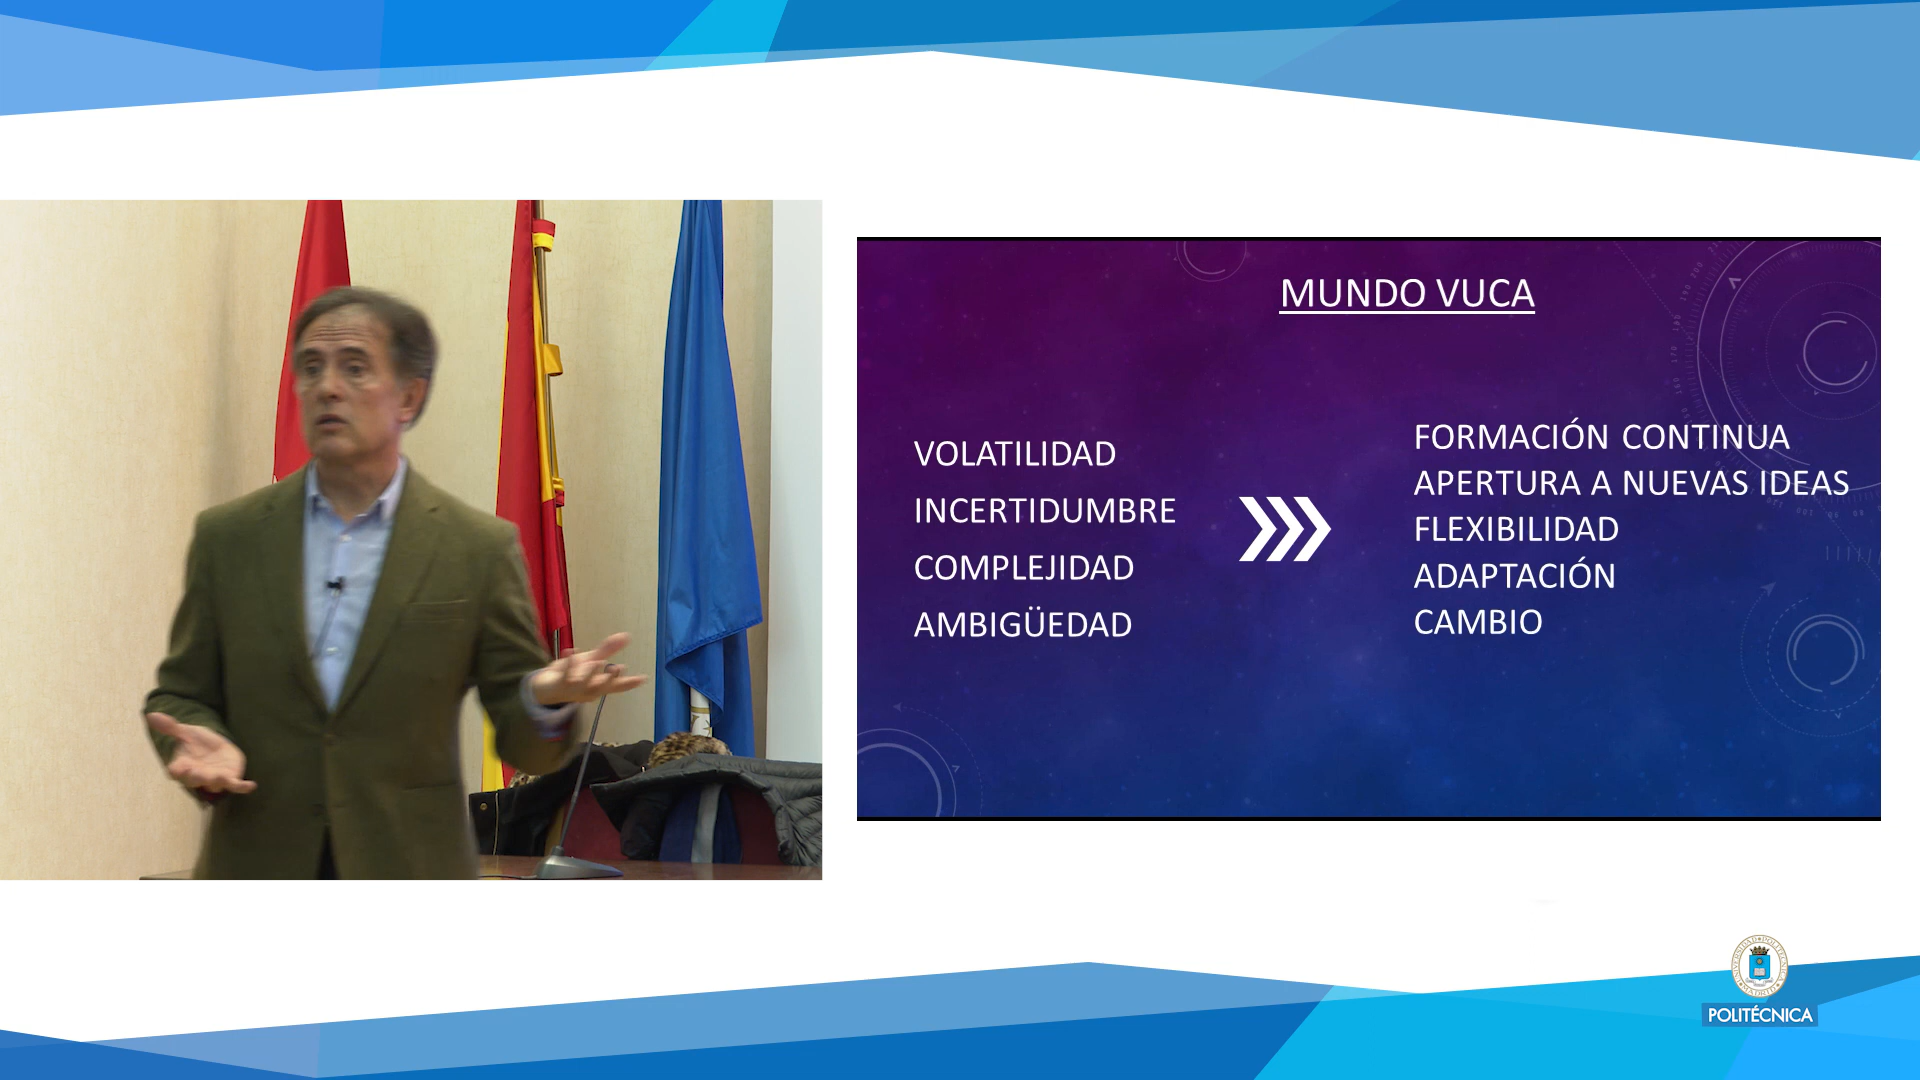 MUNDO VUCA
VOLATILIDAD
INCERTIDUMBRE
COMPLEJIDAD
AMBIGÜEDAD
FORMACIÓN CONTINUA
APERTURA A NUEVAS IDEAS
FLEXIBILIDAD
ADAPTACIÓN
CAMBIO
POLITÉCNICA